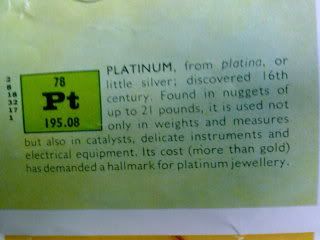 2
8
18
32
17
1
78
Pt
195.08
PLATINUM, from platina, or
little silver; discovered 16th
century. Found in nuggets of
up to 21 pounds, it is used not
only in weights and measures
but also in catalysts, delicate instruments and
electrical equipment. Its cost (more than gold)
has demanded a hallmark for platinum jewellery.